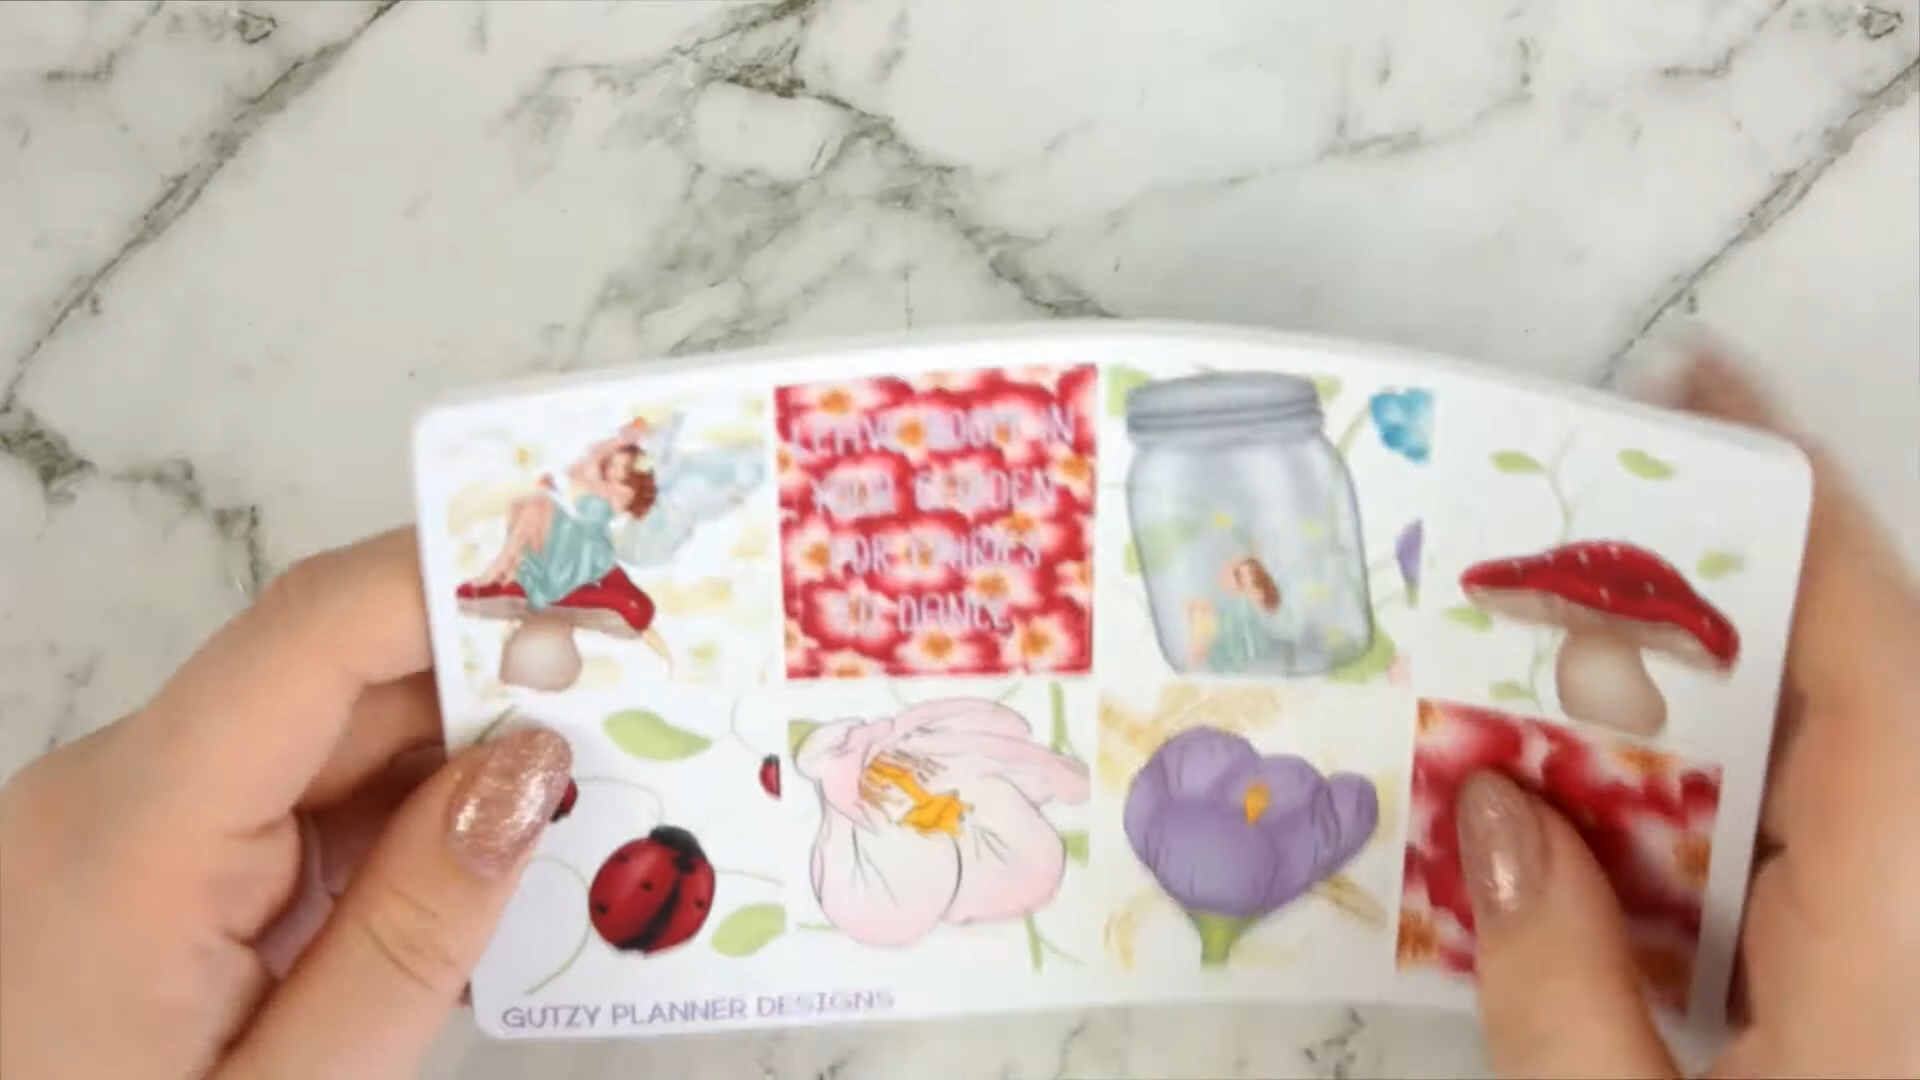 LEAVE ROOM IN
YOUR GARDEN
FOR FAIRIES
TO DANCE
GUTZY PLANNER DESIGNS